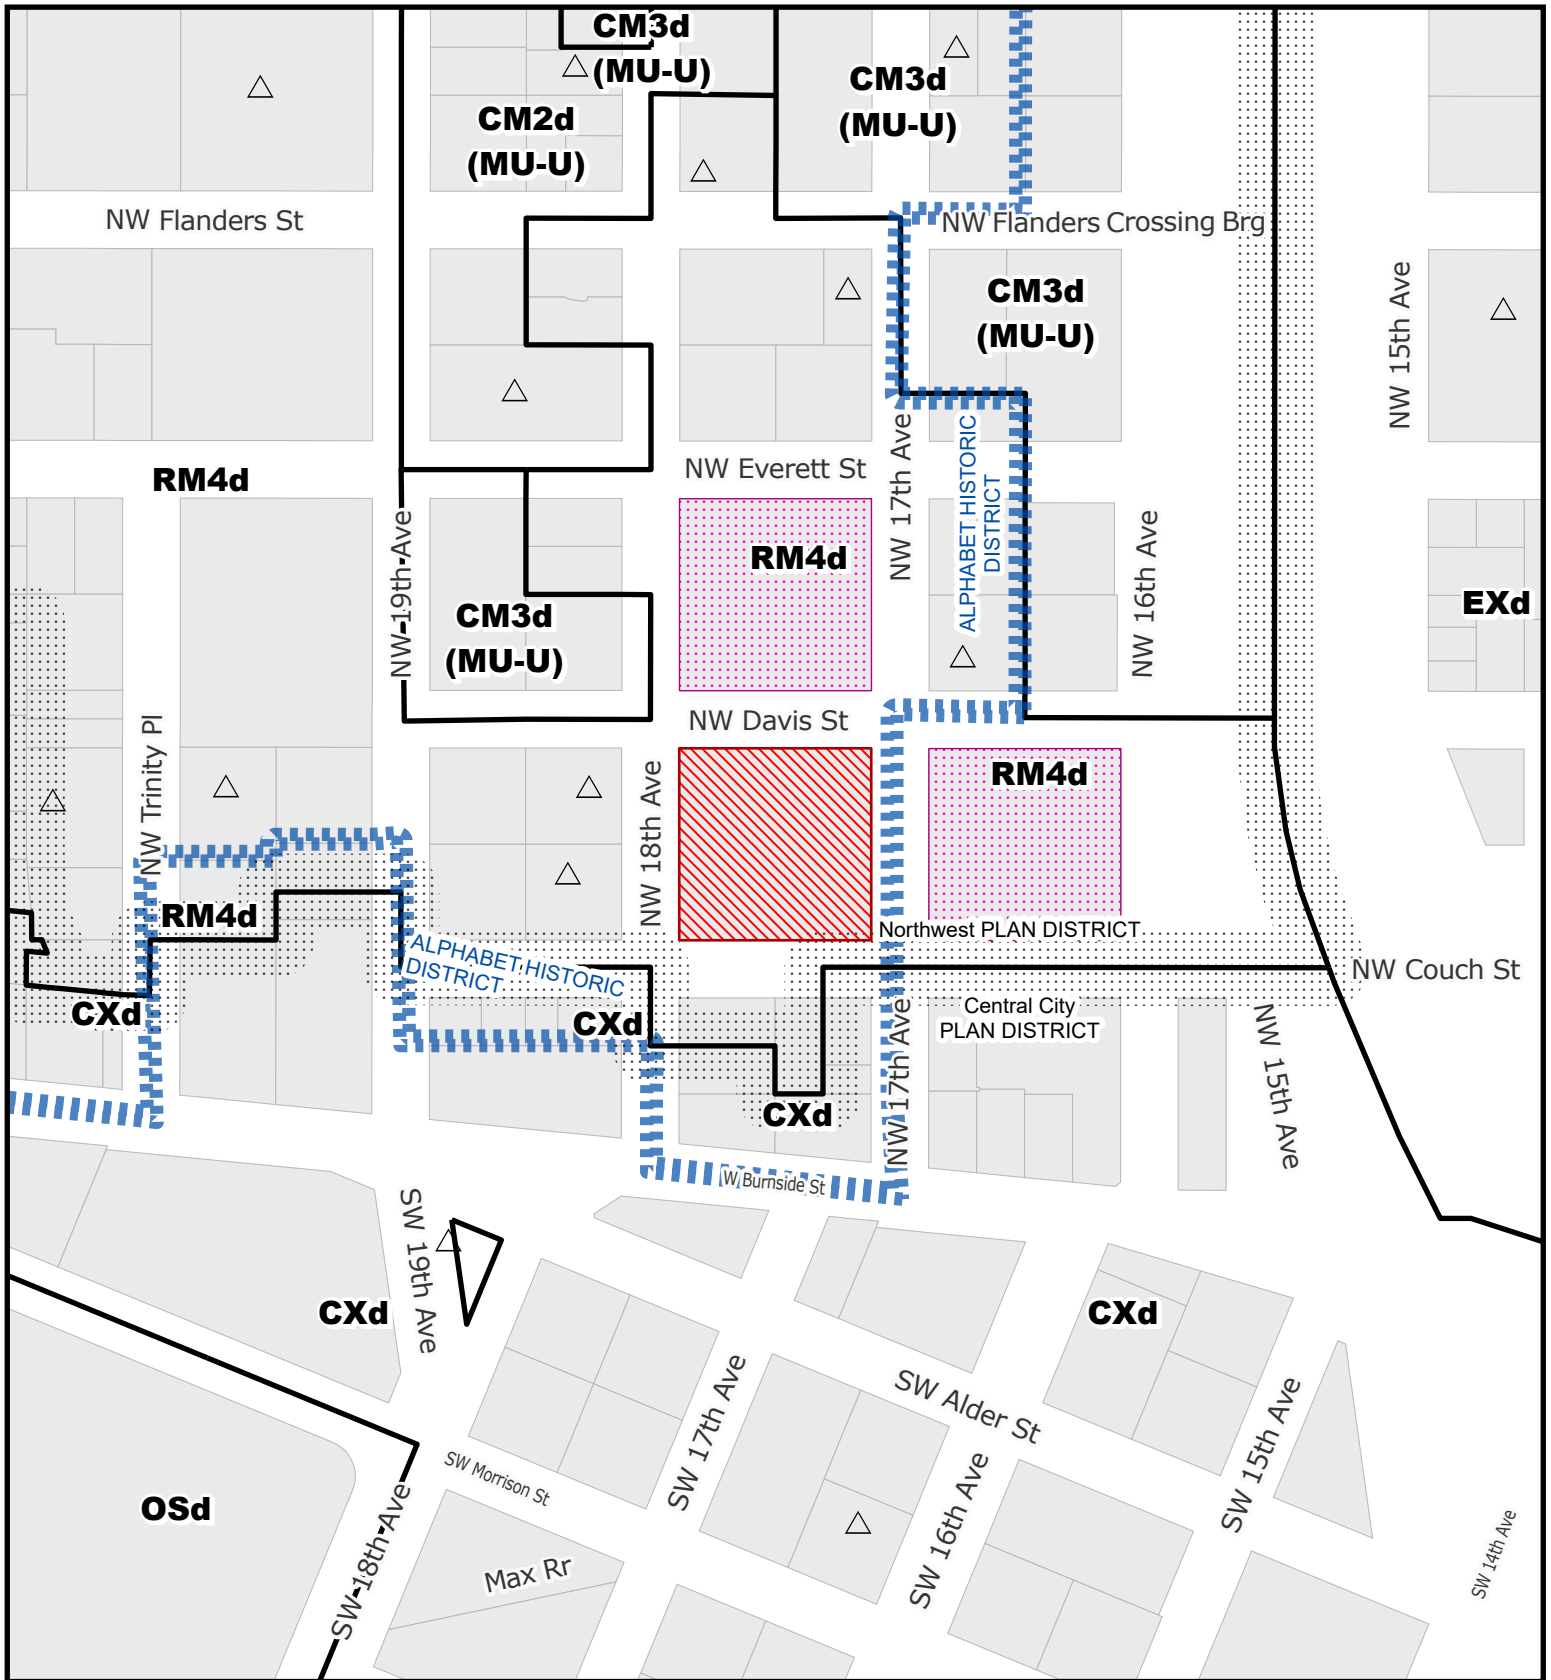 CM3d
(MU-U)
CM3d
(MU-U)
CM2d
(MU-U)
NW Flanders St
NW Flanders Crossing Brg
CM3d
(MU-U)
NW 15th Ave
NW 17th Ave
ALPHABET HISTORIC
DISTRICT
NW Everett St
RM4d
NW 19th Ave
RM4d
NW 16th Ave
EXd
CM3d
(MU-U)
NW Davis St
NW Trinity Pl
NW 18th Ave
RM4d
RM4d
Northwest PLAN DISTRICT
ALPHABET HISTORIC
DISTRICT
NW Couch St
CXd
CXd
NW 17th Ave
Central City
PLAN DISTRICT
NW 15th Ave
CXd
W Burnside St
SW 19th Ave
CXd
CXd
SW 17th Ave
SW Alder St
SW 15th Ave
SW Morrison St
SW 16th Ave
OSd
SW 18th Ave
SW 14th Ave
Max Rr